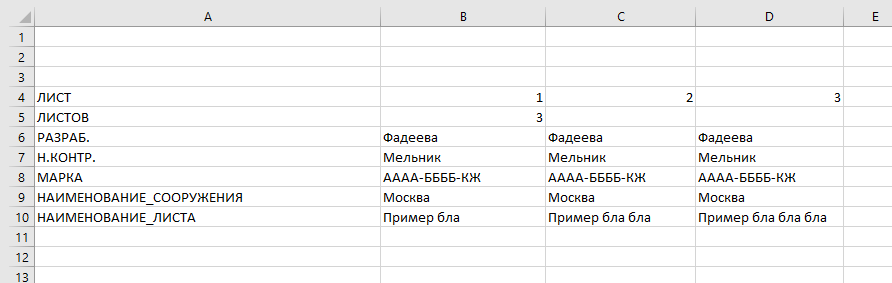 A B C D E
1
2
3
4 ЛИСТ 1 2 3
5 ЛИСТОВ 3
6 РАЗРАБ. Фадеева Фадеева Фадеева
7 Н.КОНТР. Мельник Мельник Мельник
8 МАРКА АААА-ББББ-КЖ АААА-ББББ-КЖ АААА-ББББ-КЖ
9 НАИМЕНОВАНИЕ_СООРУЖЕНИЯ Москва Москва Москва
10 НАИМЕНОВАНИЕ_ЛИСТА Пример бла Пример бла бла Пример бла бла бла
11
12
13